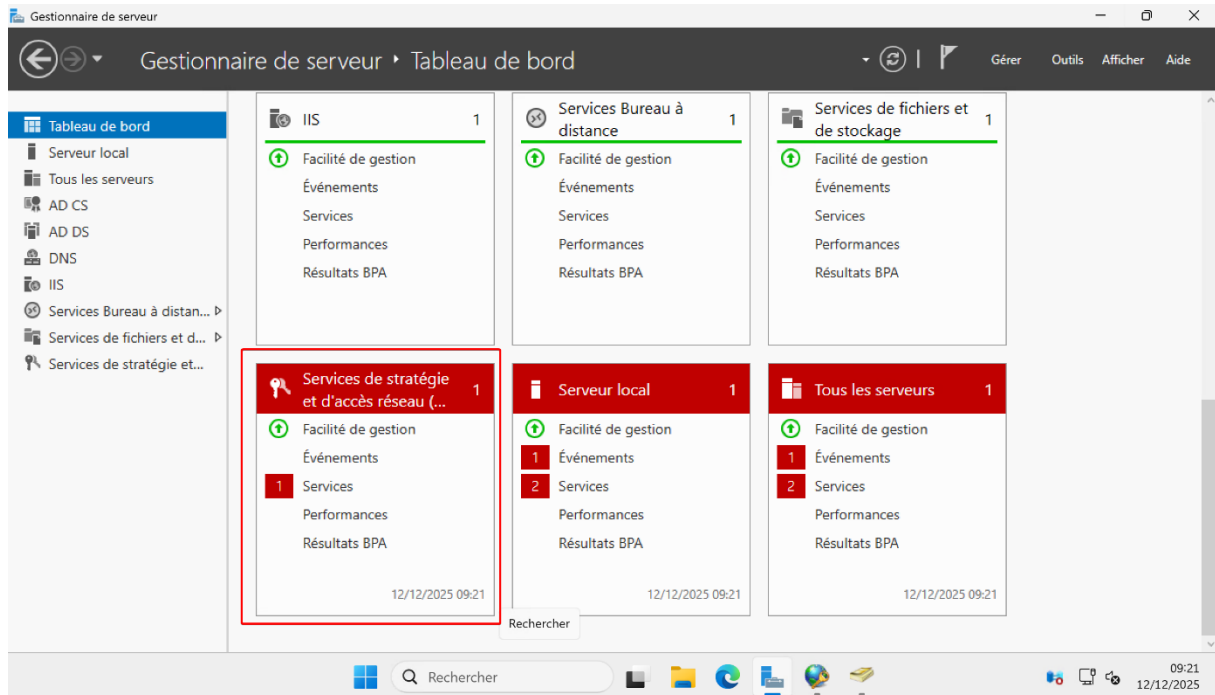 Gestionnaire de serveur
Gestionnaire de serveur ‣ Tableau de bord
Gérer Outils Afficher Aide
Tableau de bord
Serveur local
Tous les serveurs
AD CS
AD DS
DNS
IIS
Services Bureau à distan...
Services de fichiers et d...
Services de stratégie et...
IIS 1
Facilité de gestion
Événements
Services
Performances
Résultats BPA
Services Bureau à
distance 1
Facilité de gestion
Événements
Services
Performances
Résultats BPA
Services de fichiers et
de stockage 1
Facilité de gestion
Événements
Services
Performances
Résultats BPA
Services de stratégie
et d'accès réseau (... 1
Facilité de gestion
Événements
1 Services
Performances
Résultats BPA
12/12/2025 09:21
Serveur local 1
Facilité de gestion
1 Événements
2 Services
Performances
Résultats BPA
12/12/2025 09:21
Tous les serveurs 1
Facilité de gestion
1 Événements
2 Services
Performances
Résultats BPA
12/12/2025 09:21
Rechercher
Rechercher
09:21
12/12/2025